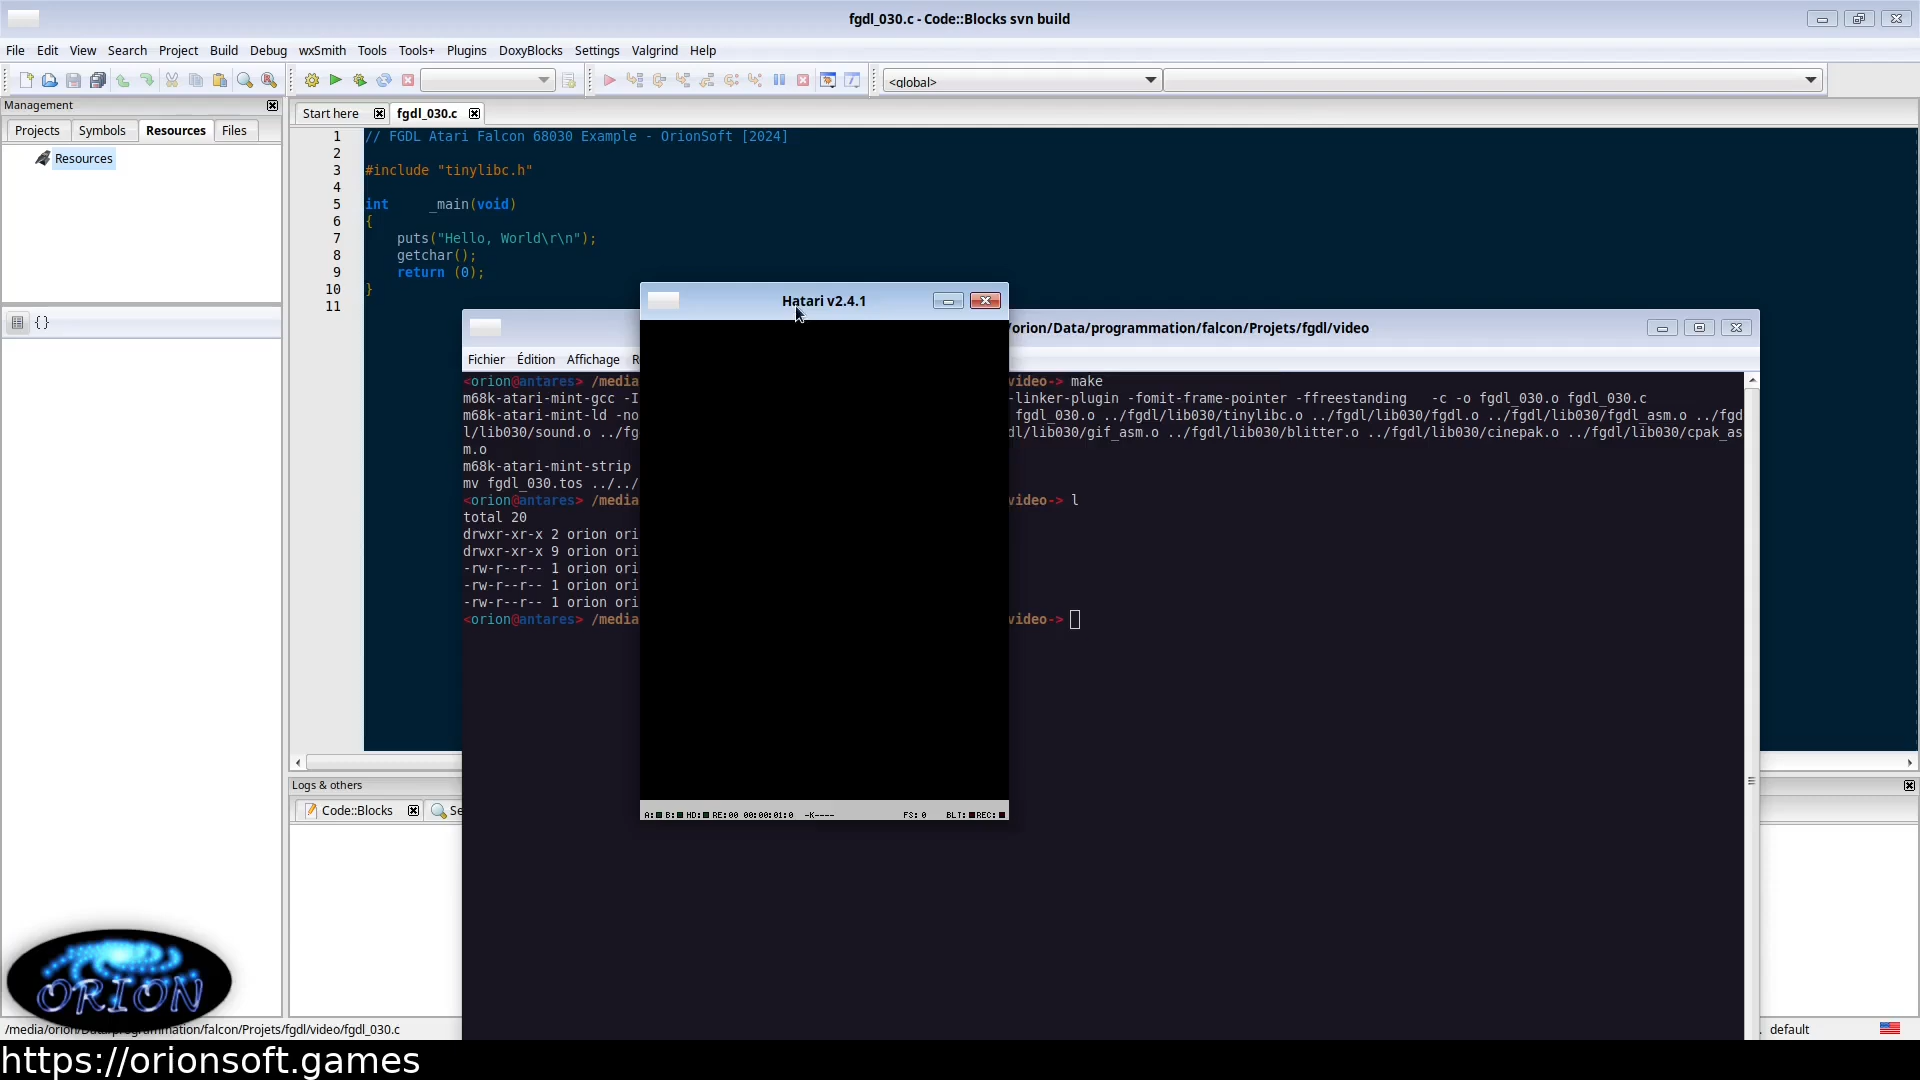 fgdl_030.c - Code::Blocks svn build
File Edit View Search Project Build Debug wxSmith Tools Tools+ Plugins DoxyBlocks Settings Valgrind Help
<global>
Management
Projects Symbols Resources Files
Resources
{}
Start here fgdl_030.c
1 // FGDL Atari Falcon 68030 Example - OrionSoft [2024]
2
3 #include "tinylibc.h"
4
5 int _main(void)
6 {
7 puts("Hello, World\r\n");
8 getchar();
9 return (0);
10 }
11
Hatari v2.4.1
/orion/Data/programmation/falcon/Projets/fgdl/video
Fichier Édition Affichage R
<orion@antares> /media video-> make
m68k-atari-mint-gcc -I -linker-plugin -fomit-frame-pointer -ffreestanding -c -o fgdl_030.o fgdl_030.c
m68k-atari-mint-ld -no fgdl_030.o ../fgdl/lib030/tinylibc.o ../fgdl/lib030/fgdl.o ../fgdl/lib030/fgdl_asm.o ../fgd
l/lib030/sound.o ../fg dl/lib030/gif_asm.o ../fgdl/lib030/blitter.o ../fgdl/lib030/cinepak.o ../fgdl/lib030/cpak_as
m.o
m68k-atari-mint-strip
mv fgdl_030.tos ../../
<orion@antares> /media video-> l
total 20
drwxr-xr-x 2 orion ori
drwxr-xr-x 9 orion ori
-rw-r--r-- 1 orion ori
-rw-r--r-- 1 orion ori
-rw-r--r-- 1 orion ori
<orion@antares> /media video->
A: B: HD: RE:00 00:00:01:0 -K---- FS: 0 BLT: REC:
Logs & others
Code::Blocks Se
ORION
/media/orion/Data/programmation/falcon/Projets/fgdl/video/fgdl_030.c
default
https://orionsoft.games